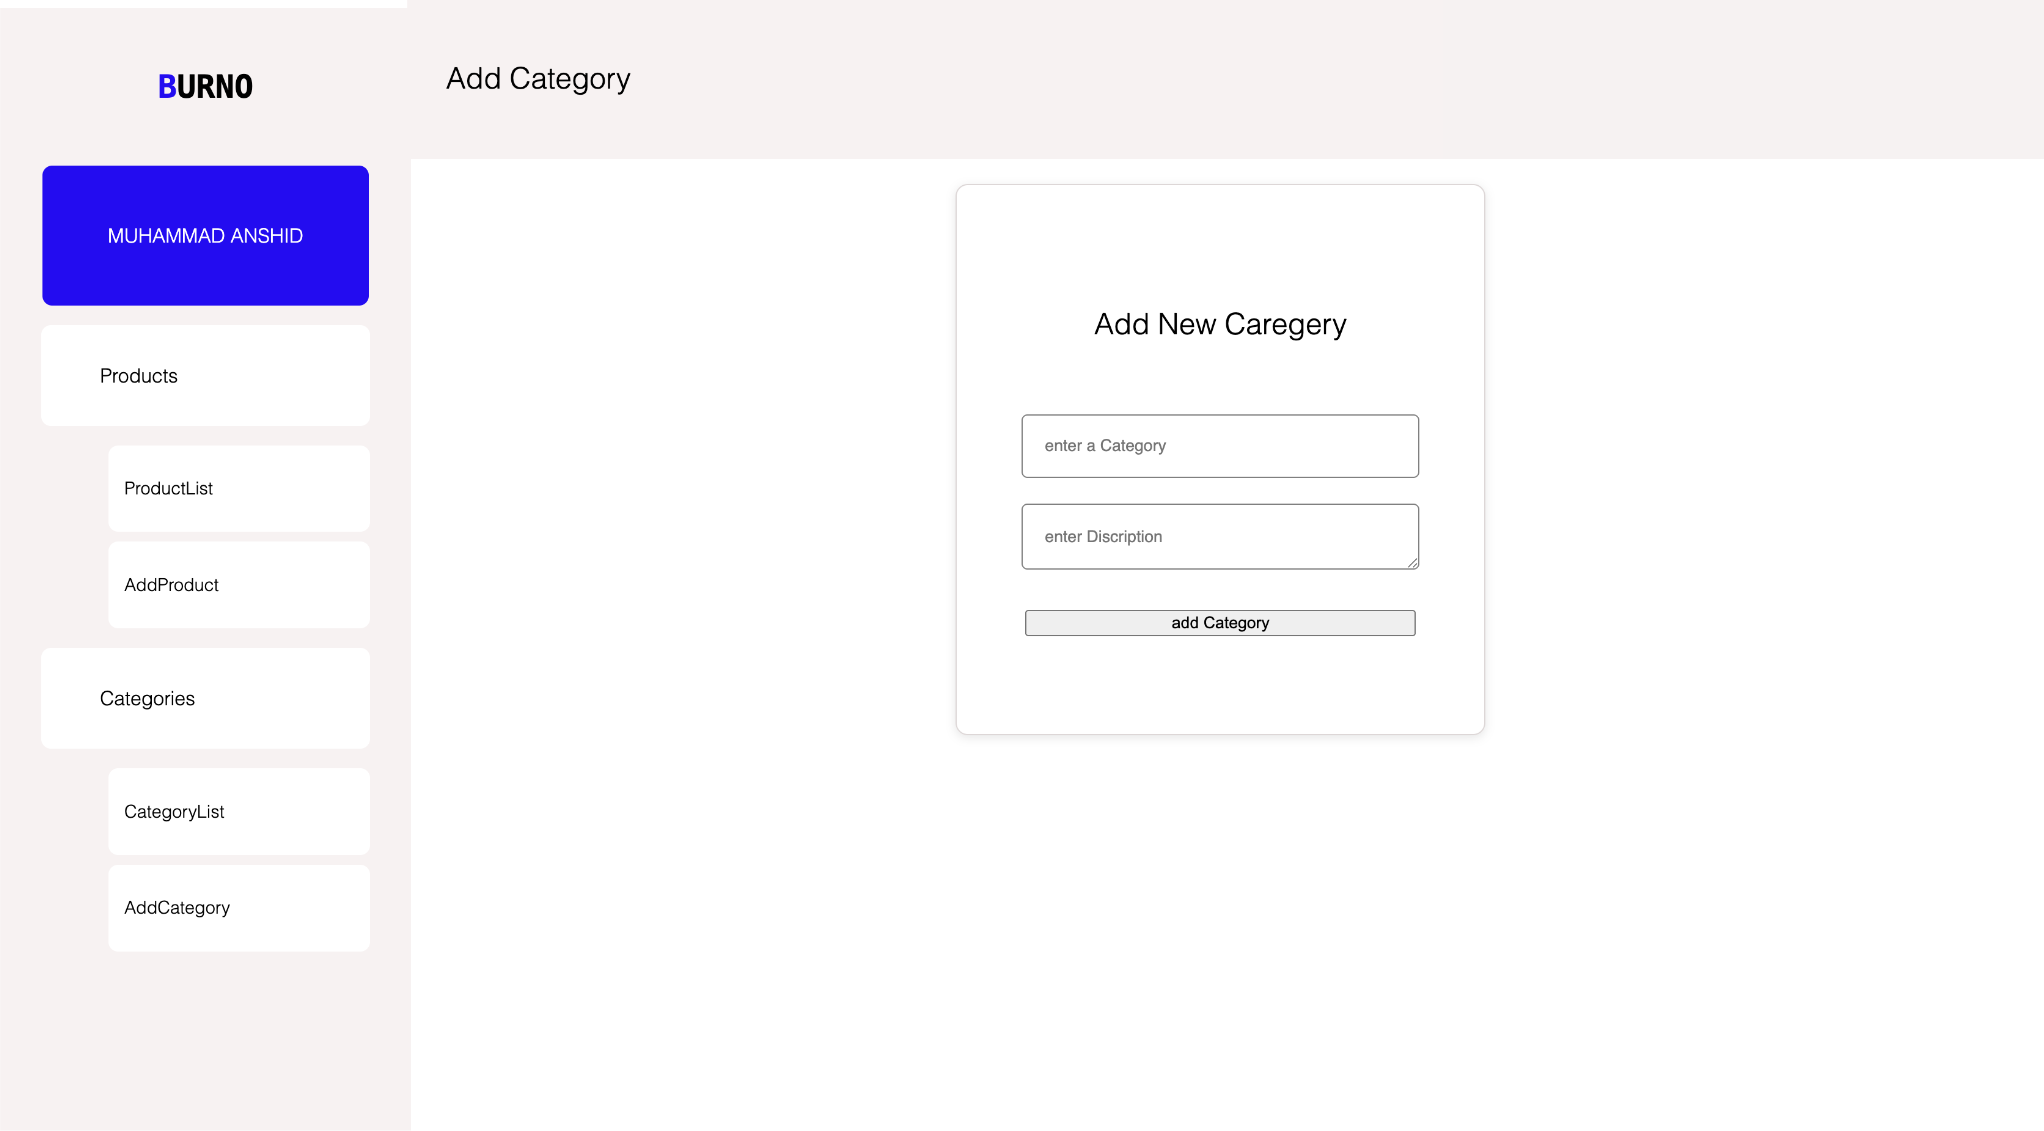 BURNO
MUHAMMAD ANSHID
Products
ProductList
AddProduct
Categories
CategoryList
AddCategory
Add Category
Add New Caregery
enter a Category
enter Discription
add Category